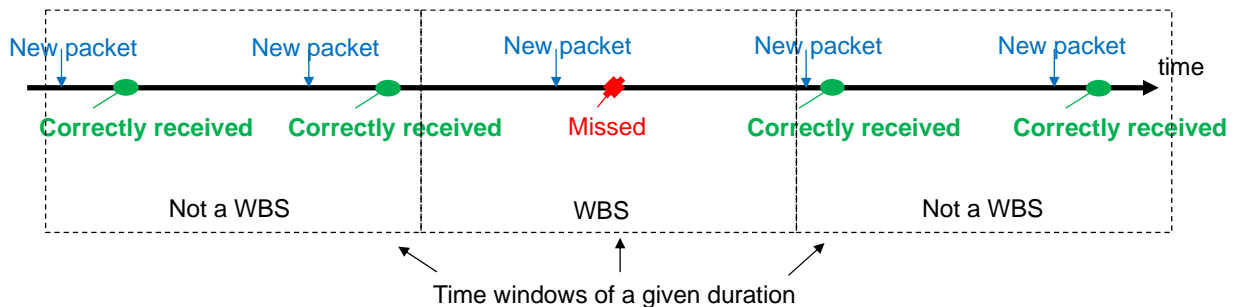 New packet New packet New packet New packet New packet
time
Correctly received Correctly received Missed Correctly received Correctly received
Not a WBS WBS Not a WBS
Time windows of a given duration